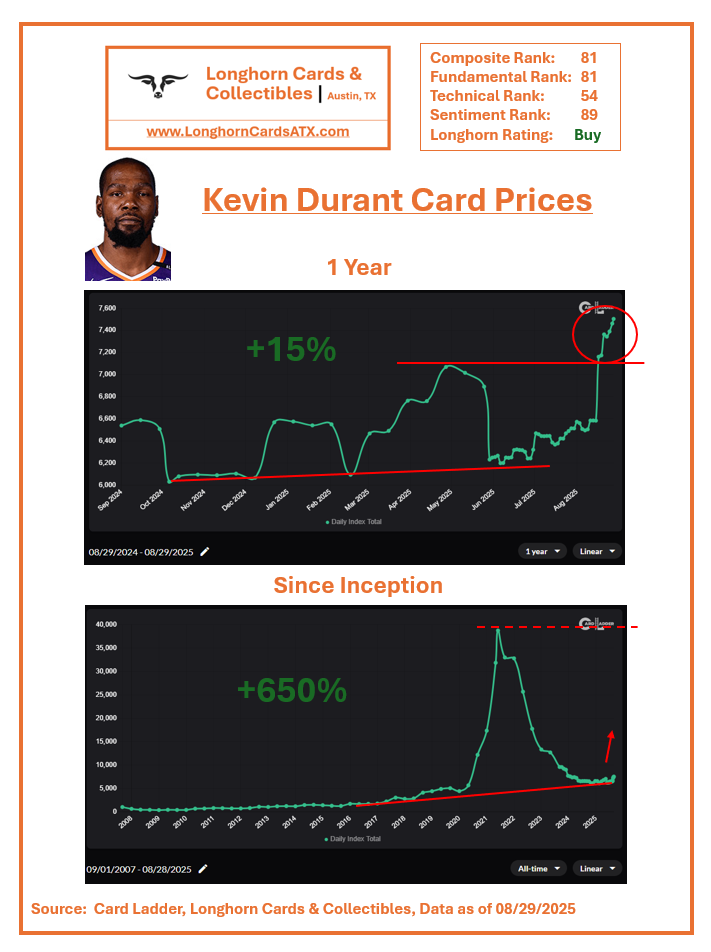 Longhorn Cards &
Collectibles | Austin, TX
www.LonghornCardsATX.com
Composite Rank: 81
Fundamental Rank: 81
Technical Rank: 54
Sentiment Rank: 89
Longhorn Rating: Buy
Kevin Durant Card Prices
1 Year
CARD LADDER
+15%
7,600
7,400
7,200
7,000
6,800
6,600
6,400
6,200
6,000
Sep 2024
Oct 2024
Nov 2024
Dec 2024
Jan 2025
Feb 2025
Mar 2025
Apr 2025
May 2025
Jun 2025
Jul 2025
Aug 2025
Daily Index Total
08/29/2024 - 08/29/2025
1 year
Linear
Since Inception
CARD LADDER
+650%
40,000
35,000
30,000
25,000
20,000
15,000
10,000
5,000
0
2008
2009
2010
2011
2012
2013
2014
2015
2016
2017
2018
2019
2020
2021
2022
2023
2024
2025
Daily Index Total
09/01/2007 - 08/28/2025
All-time
Linear
Source: Card Ladder, Longhorn Cards & Collectibles, Data as of 08/29/2025